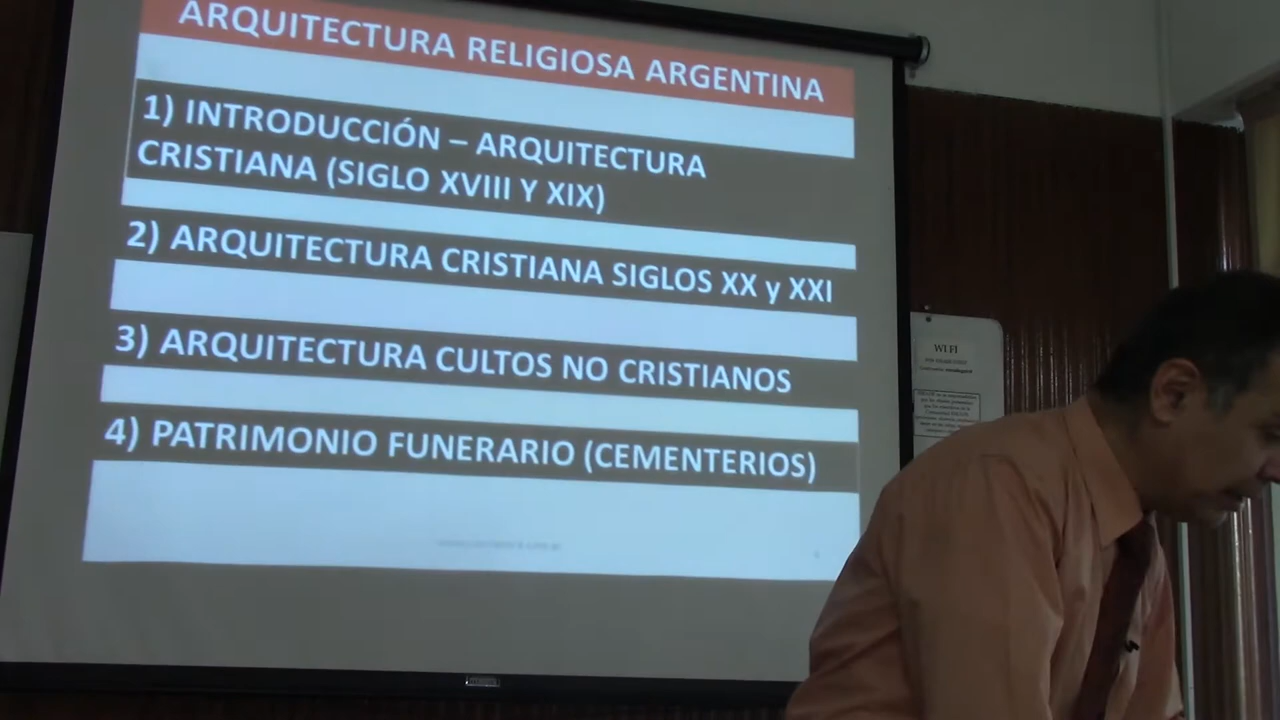 ARQUITECTURA RELIGIOSA ARGENTINA
1) INTRODUCCIÓN – ARQUITECTURA
CRISTIANA (SIGLO XVIII Y XIX)
2) ARQUITECTURA CRISTIANA SIGLOS XX y XXI
3) ARQUITECTURA CULTOS NO CRISTIANOS
4) PATRIMONIO FUNERARIO (CEMENTERIOS)
WI FI